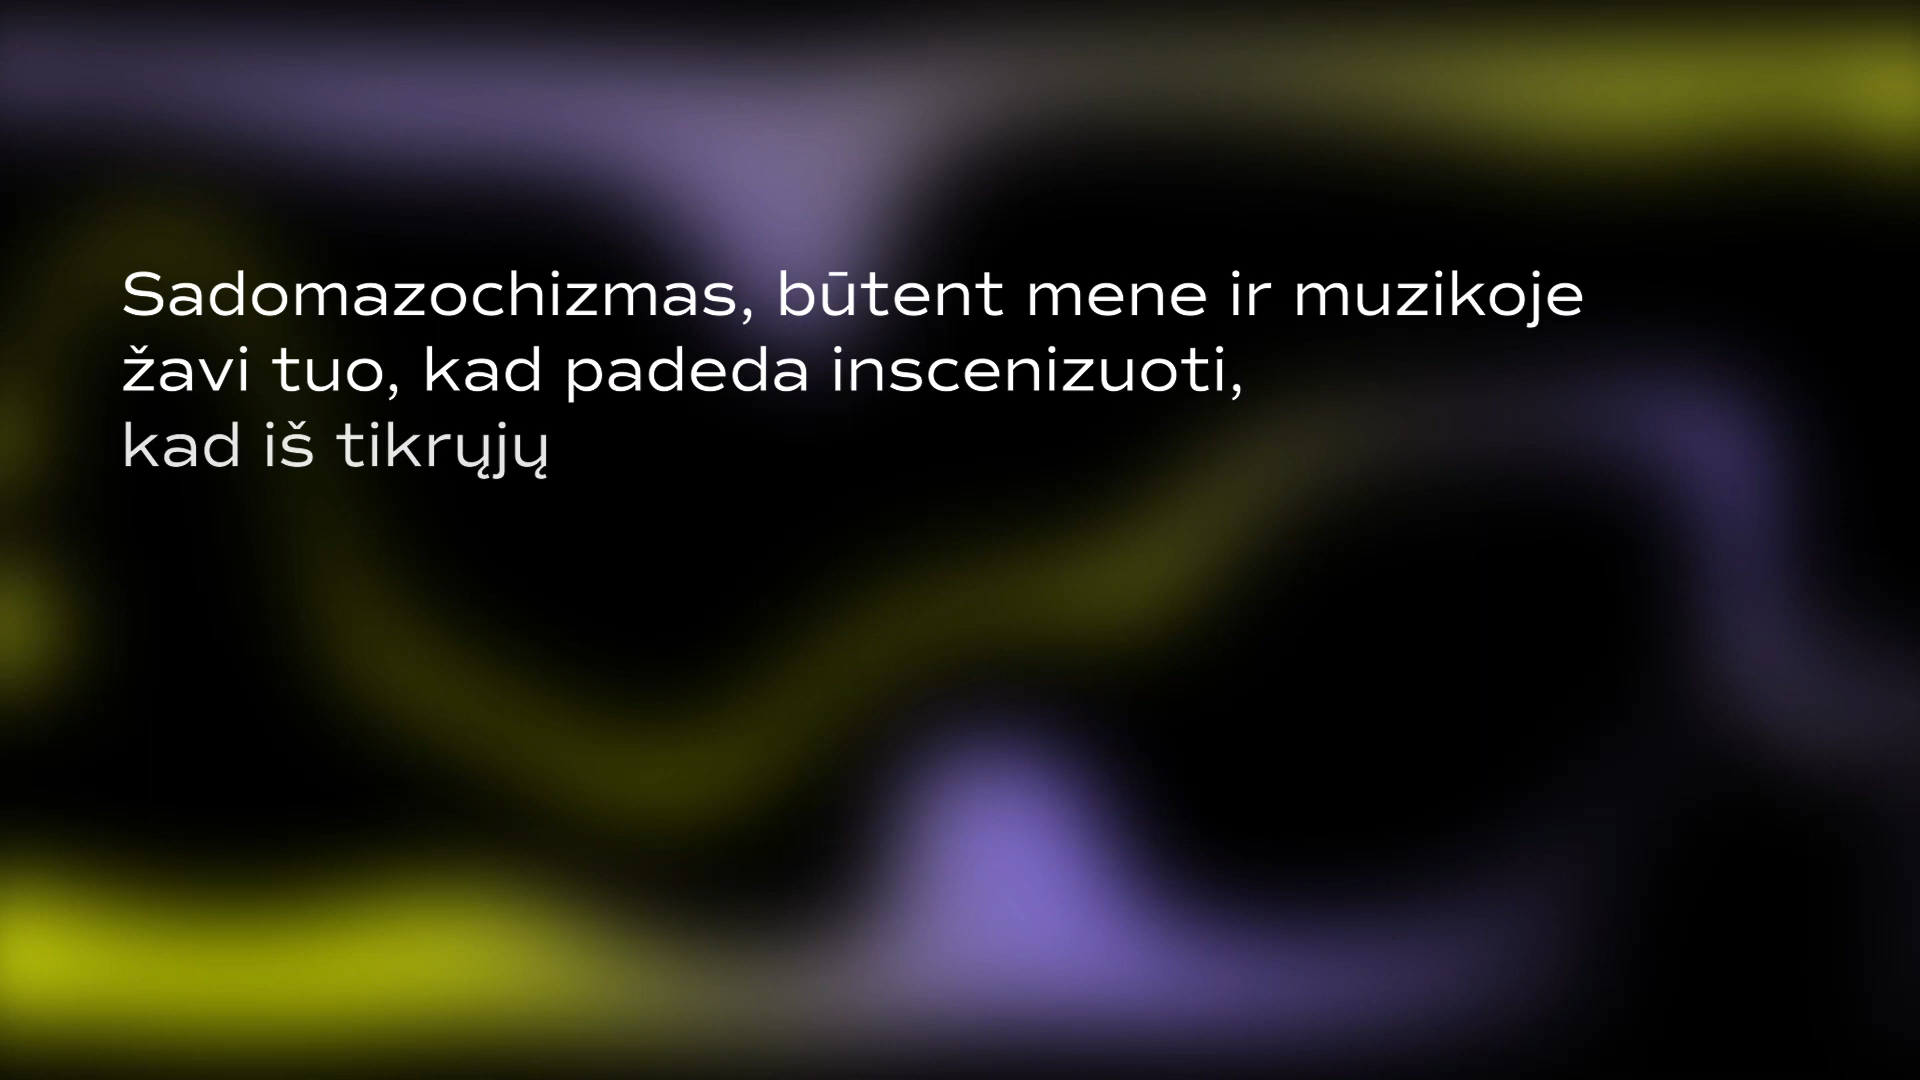 Sadomazochizmas, būtent mene ir muzikoje
žavi tuo, kad padeda inscenizuoti,
kad iš tikrųjų